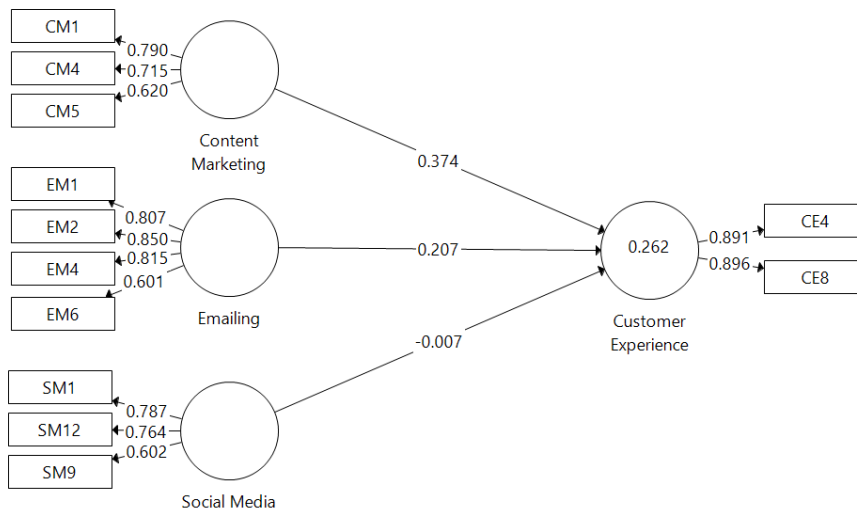 CM1
0.790
CM4
0.715
CM5
0.620
Content
Marketing
0.374
EM1
0.807
EM2
0.850
EM4
0.815
EM6
0.601
Emailing
0.207
0.262
Customer
Experience
0.891
CE4
0.896
CE8
-0.007
SM1
0.787
SM12
0.764
SM9
0.602
Social Media